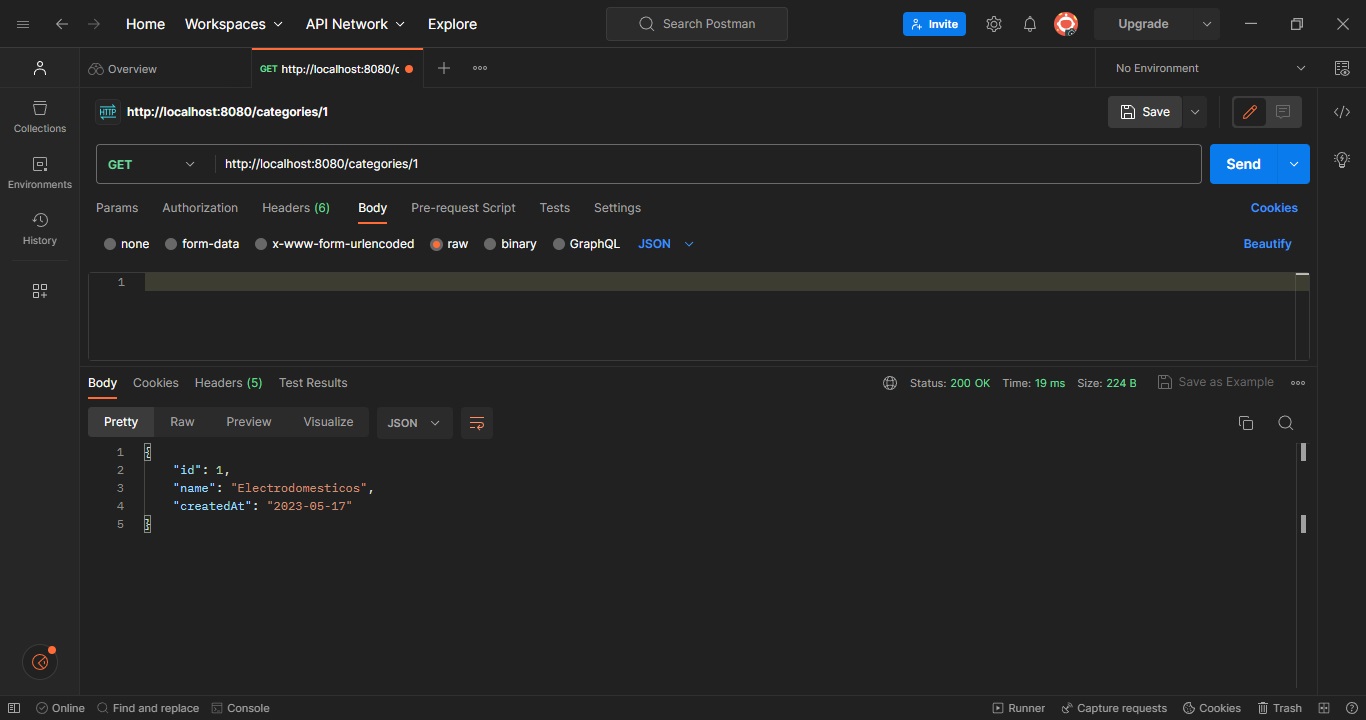 Home Workspaces API Network Explore Search Postman Invite Upgrade
Overview GET http://localhost:8080/c No Environment
HTTP http://localhost:8080/categories/1 Save
Collections
GET http://localhost:8080/categories/1 Send
Environments
Params Authorization Headers (6) Body Pre-request Script Tests Settings Cookies
History
none form-data x-www-form-urlencoded raw binary GraphQL JSON Beautify
1
Body Cookies Headers (5) Test Results Status: 200 OK Time: 19 ms Size: 224 B Save as Example
Pretty Raw Preview Visualize JSON
1 {
2 "id": 1,
3 "name": "Electrodomesticos",
4 "createdAt": "2023-05-17"
5 }
Online Find and replace Console Runner Capture requests Cookies Trash